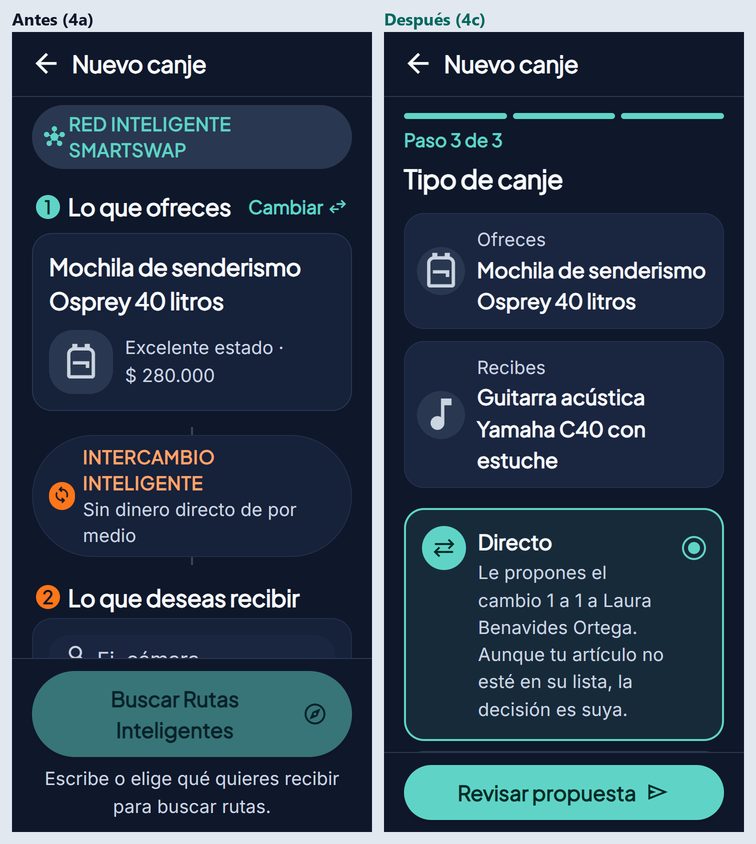 Antes (4a)
Nuevo canje
RED INTELIGENTE
SMARTSWAP
1 Lo que ofreces Cambiar
Mochila de senderismo
Osprey 40 litros
Excelente estado ·
$ 280.000
INTERCAMBIO
INTELIGENTE
Sin dinero directo de por
medio
2 Lo que deseas recibir
Ej. cámara
Buscar Rutas
Inteligentes
Escribe o elige qué quieres recibir
para buscar rutas.
Después (4c)
Nuevo canje
Paso 3 de 3
Tipo de canje
Ofreces
Mochila de senderismo
Osprey 40 litros
Recibes
Guitarra acústica
Yamaha C40 con
estuche
Directo
Le propones el
cambio 1 a 1 a Laura
Benavides Ortega.
Aunque tu artículo no
esté en su lista, la
decisión es suya.
Revisar propuesta